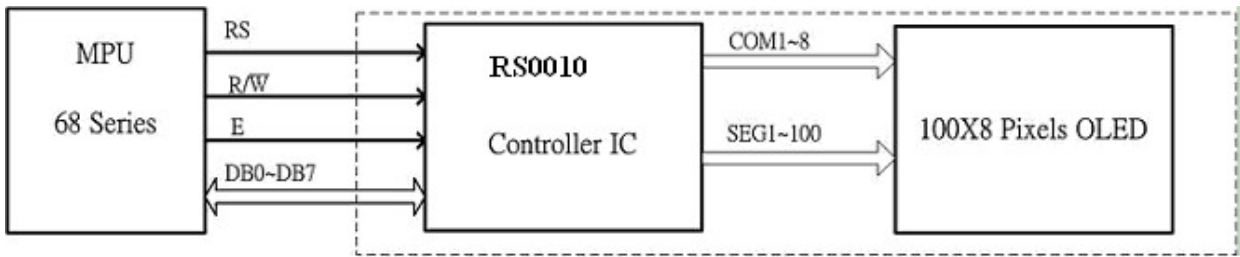 MPU
68 Series
RS
R/W̅
E
DB0~DB7
RS0010
Controller IC
COM1~8
SEG1~100
100X8 Pixels OLED